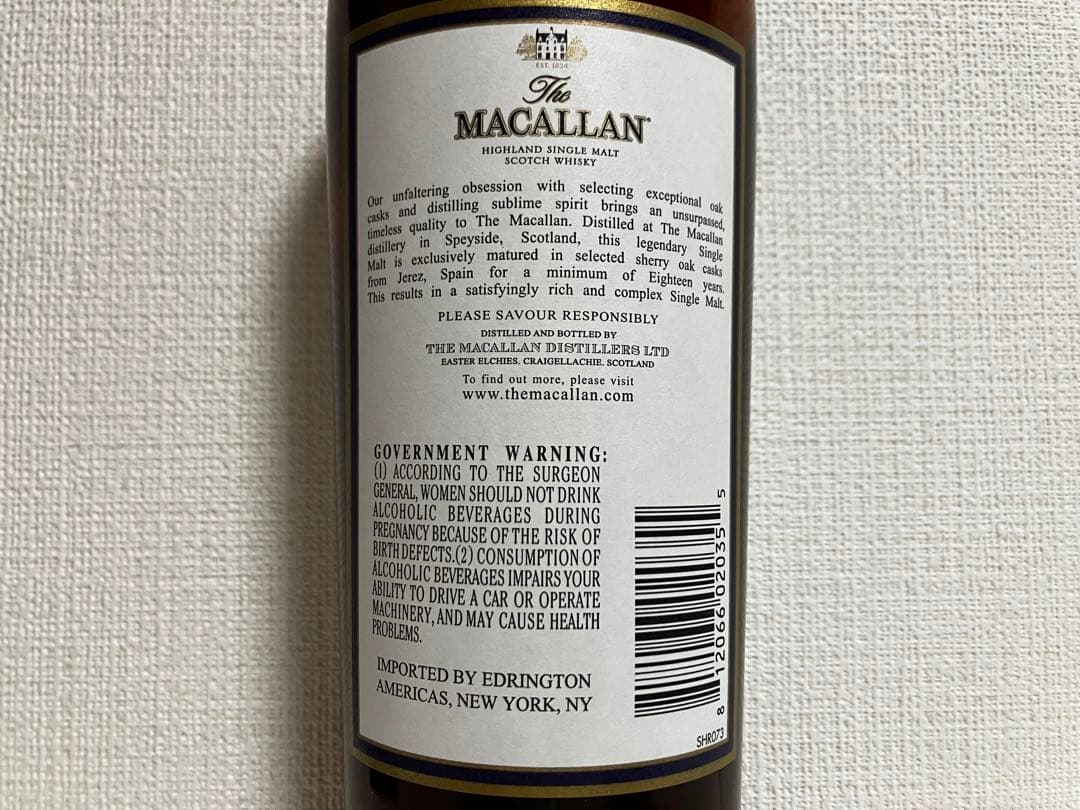 EST. 1824
The
MACALLAN
HIGHLAND SINGLE MALT
SCOTCH WHISKY
Our unfaltering obsession with selecting exceptional oak
casks and distilling sublime spirit brings an unsurpassed,
timeless quality to The Macallan. Distilled at The Macallan
distillery in Speyside, Scotland, this legendary Single
Malt is exclusively matured in selected sherry oak casks
from Jerez, Spain for a minimum of Eighteen years.
This results in a satisfyingly rich and complex Single Malt.
PLEASE SAVOUR RESPONSIBLY
DISTILLED AND BOTTLED BY
THE MACALLAN DISTILLERS LTD
EASTER ELCHIES. CRAIGELLACHIE. SCOTLAND
To find out more, please visit
www.themacallan.com
GOVERNMENT WARNING:
(1) ACCORDING TO THE SURGEON
GENERAL, WOMEN SHOULD NOT DRINK
ALCOHOLIC BEVERAGES DURING
PREGNANCY BECAUSE OF THE RISK OF
BIRTH DEFECTS.(2) CONSUMPTION OF
ALCOHOLIC BEVERAGES IMPAIRS YOUR
ABILITY TO DRIVE A CAR OR OPERATE
MACHINERY, AND MAY CAUSE HEALTH
PROBLEMS.
IMPORTED BY EDRINGTON
AMERICAS, NEW YORK, NY
8 12066 02035 5
SHR073